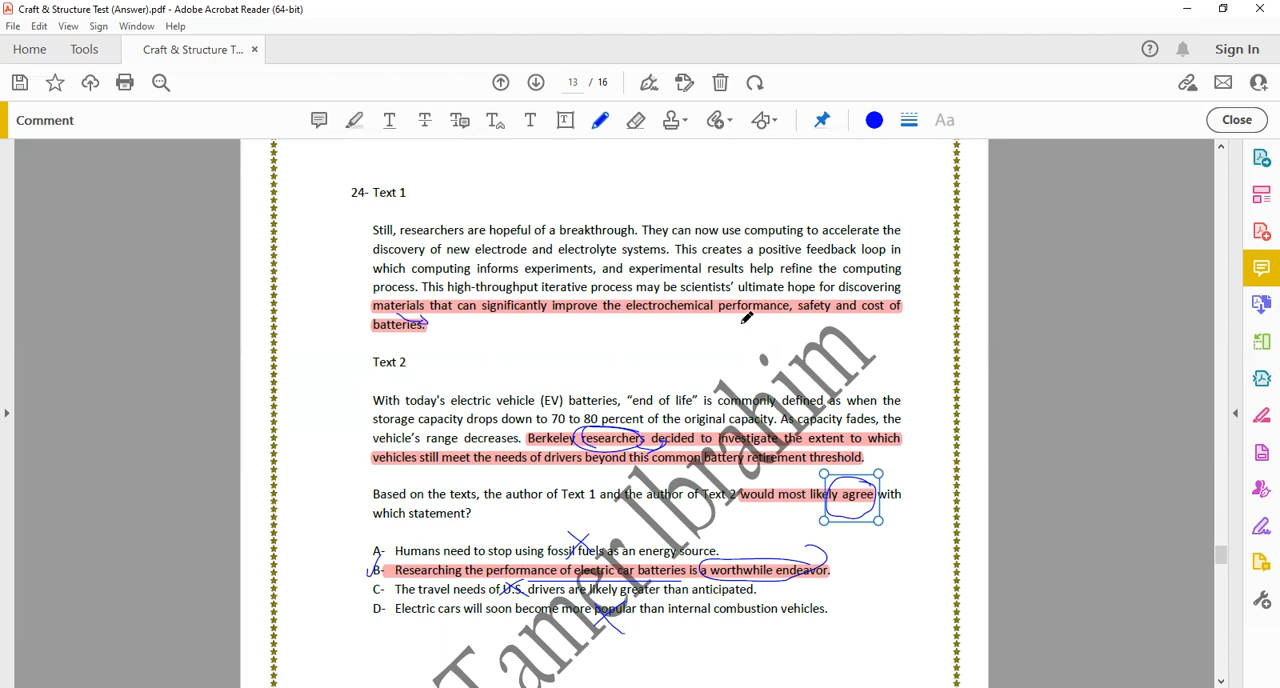 Craft & Structure Test (Answer).pdf - Adobe Acrobat Reader (64-bit)
File Edit View Sign Window Help
Home Tools Craft & Structure T... × Sign In
13 / 16
Comment Aa Close
24- Text 1
Still, researchers are hopeful of a breakthrough. They can now use computing to accelerate the
discovery of new electrode and electrolyte systems. This creates a positive feedback loop in
which computing informs experiments, and experimental results help refine the computing
process. This high-throughput iterative process may be scientists' ultimate hope for discovering
materials that can significantly improve the electrochemical performance, safety and cost of
batteries.
Text 2
With today's electric vehicle (EV) batteries, "end of life" is commonly defined as when the
storage capacity drops down to 70 to 80 percent of the original capacity. As capacity fades, the
vehicle's range decreases. Berkeley researchers decided to investigate the extent to which
vehicles still meet the needs of drivers beyond this common battery retirement threshold.
Based on the texts, the author of Text 1 and the author of Text 2 would most likely agree with
which statement?
A- Humans need to stop using fossil fuels as an energy source.
B- Researching the performance of electric car batteries is a worthwhile endeavor.
C- The travel needs of U.S. drivers are likely greater than anticipated.
D- Electric cars will soon become more popular than internal combustion vehicles.
Tamer Ibrahim